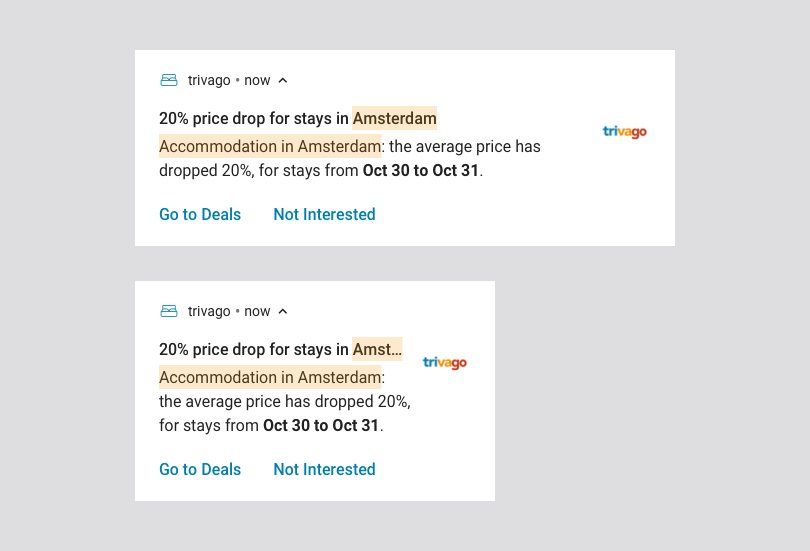 trivago • now
20% price drop for stays in Amsterdam
trivago
Accommodation in Amsterdam: the average price has
dropped 20%, for stays from Oct 30 to Oct 31.
Go to Deals Not Interested
trivago • now
20% price drop for stays in Amst...
trivago
Accommodation in Amsterdam:
the average price has dropped 20%,
for stays from Oct 30 to Oct 31.
Go to Deals Not Interested